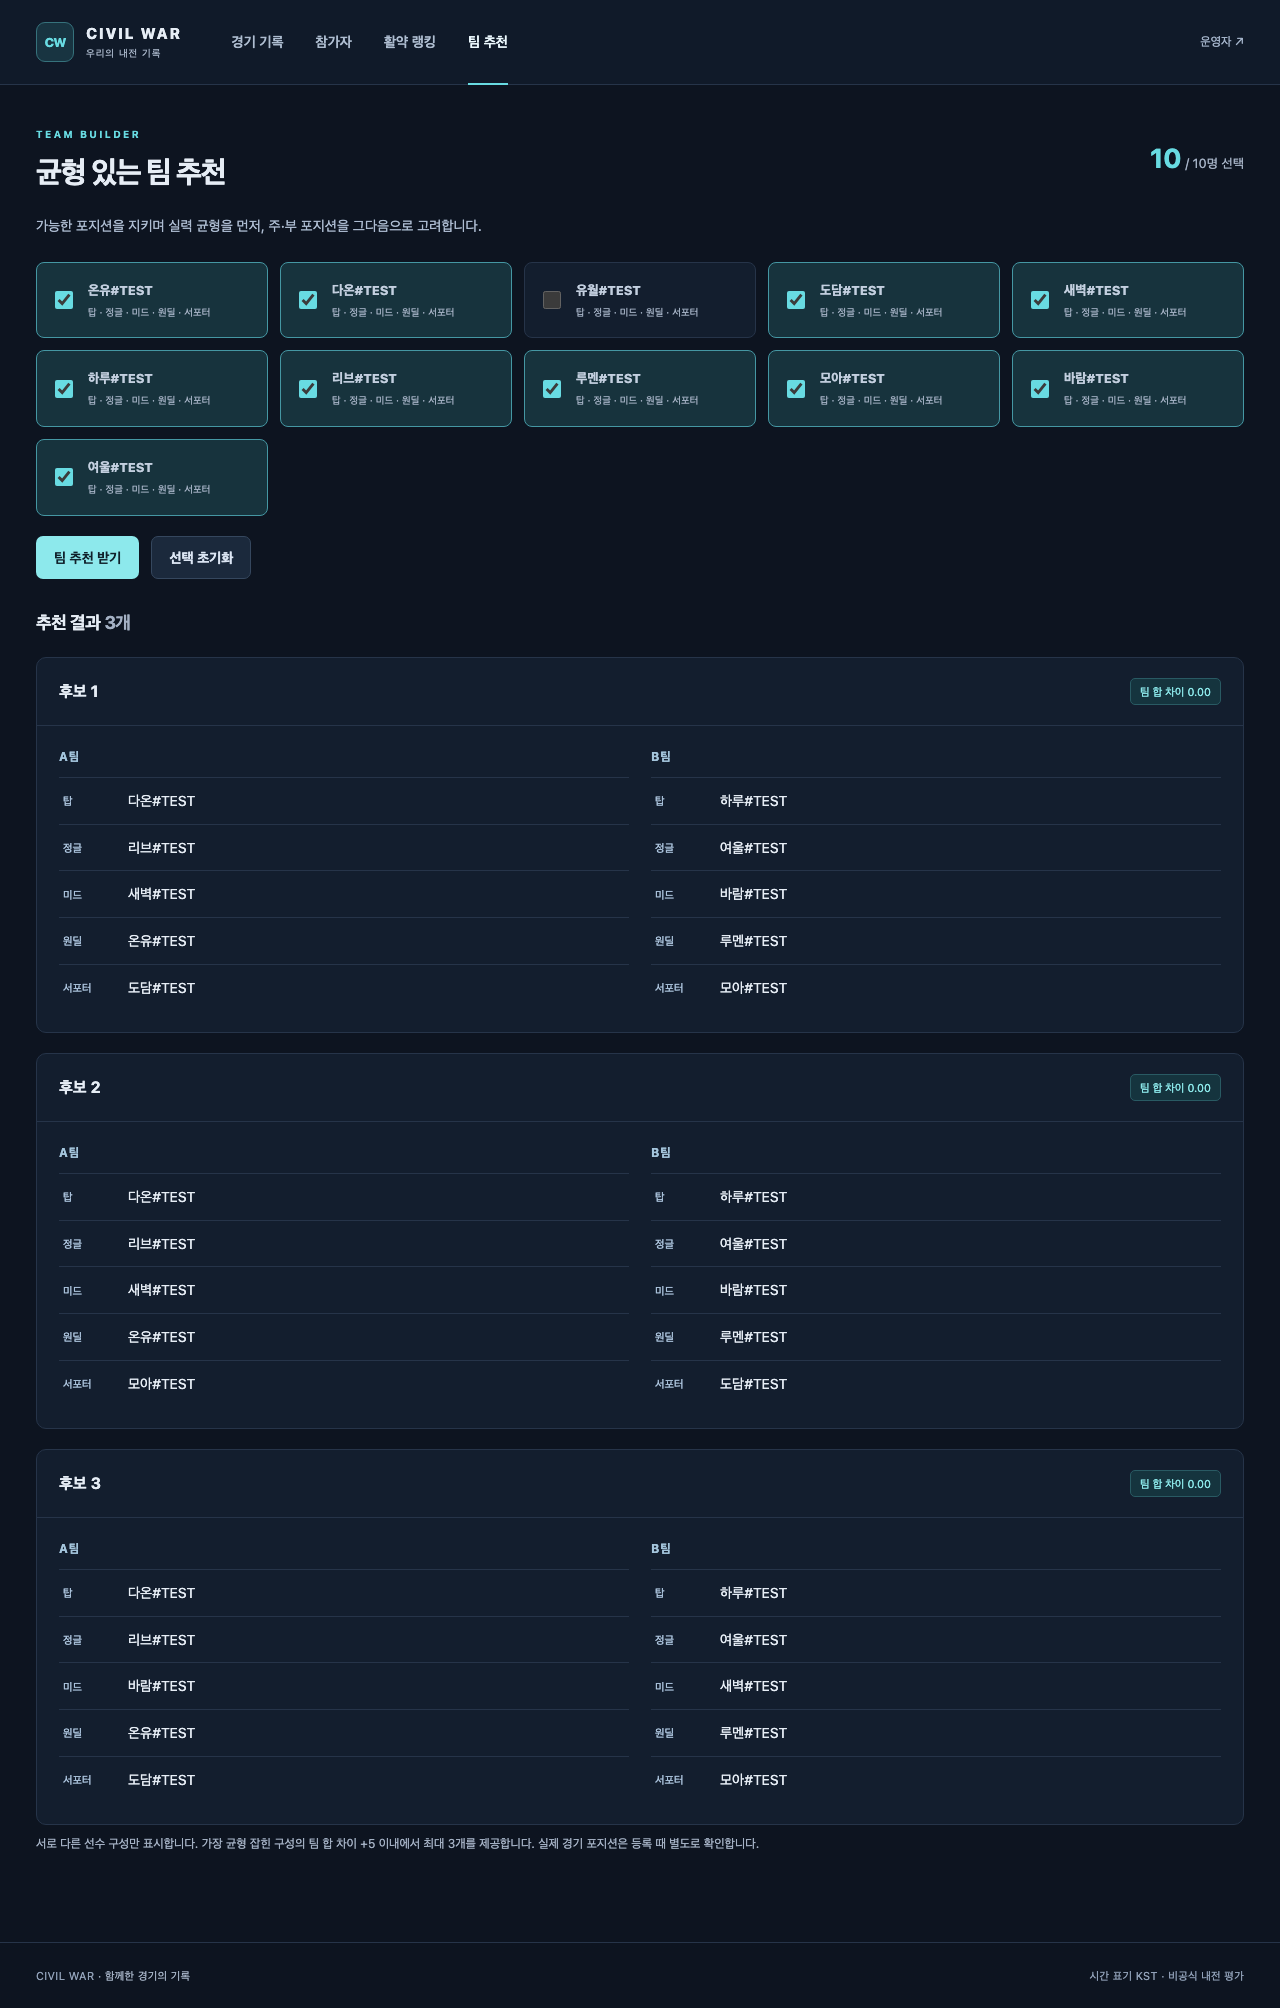 CW
CIVIL WAR
우리의 내전 기록
경기 기록
참가자
활약 랭킹
팀 추천
운영자 ↗
TEAM BUILDER
균형 있는 팀 추천
10 / 10명 선택
가능한 포지션을 지키며 실력 균형을 먼저, 주·부 포지션을 그다음으로 고려합니다.
온유#TEST
탑 · 정글 · 미드 · 원딜 · 서포터
다온#TEST
탑 · 정글 · 미드 · 원딜 · 서포터
유월#TEST
탑 · 정글 · 미드 · 원딜 · 서포터
도담#TEST
탑 · 정글 · 미드 · 원딜 · 서포터
새벽#TEST
탑 · 정글 · 미드 · 원딜 · 서포터
하루#TEST
탑 · 정글 · 미드 · 원딜 · 서포터
리브#TEST
탑 · 정글 · 미드 · 원딜 · 서포터
루멘#TEST
탑 · 정글 · 미드 · 원딜 · 서포터
모아#TEST
탑 · 정글 · 미드 · 원딜 · 서포터
바람#TEST
탑 · 정글 · 미드 · 원딜 · 서포터
여울#TEST
탑 · 정글 · 미드 · 원딜 · 서포터
팀 추천 받기
선택 초기화
추천 결과 3개
후보 1
팀 합 차이 0.00
A팀
탑 다온#TEST
정글 리브#TEST
미드 새벽#TEST
원딜 온유#TEST
서포터 도담#TEST
B팀
탑 하루#TEST
정글 여울#TEST
미드 바람#TEST
원딜 루멘#TEST
서포터 모아#TEST
후보 2
팀 합 차이 0.00
A팀
탑 다온#TEST
정글 리브#TEST
미드 새벽#TEST
원딜 온유#TEST
서포터 모아#TEST
B팀
탑 하루#TEST
정글 여울#TEST
미드 바람#TEST
원딜 루멘#TEST
서포터 도담#TEST
후보 3
팀 합 차이 0.00
A팀
탑 다온#TEST
정글 리브#TEST
미드 바람#TEST
원딜 온유#TEST
서포터 도담#TEST
B팀
탑 하루#TEST
정글 여울#TEST
미드 새벽#TEST
원딜 루멘#TEST
서포터 모아#TEST
서로 다른 선수 구성만 표시합니다. 가장 균형 잡힌 구성의 팀 합 차이 +5 이내에서 최대 3개를 제공합니다. 실제 경기 포지션은 등록 때 별도로 확인합니다.
CIVIL WAR · 함께한 경기의 기록
시간 표기 KST · 비공식 내전 평가